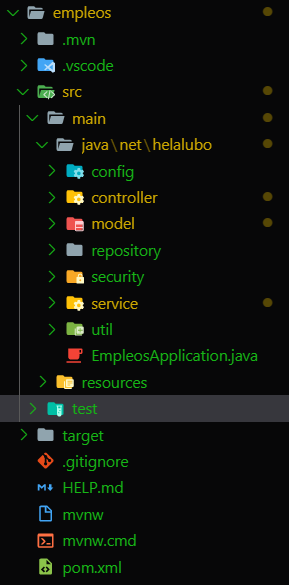 empleos
.mvn
.vscode
src
main
java\net\helalubo
config
controller
model
repository
security
service
util
EmpleosApplication.java
resources
test
target
.gitignore
HELP.md
mvnw
mvnw.cmd
pom.xml